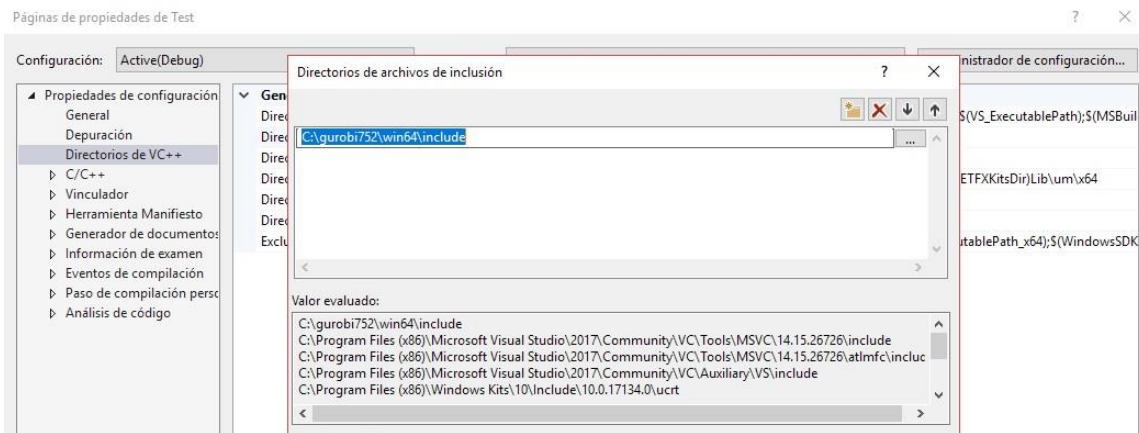 Páginas de propiedades de Test
Configuración: Active(Debug)
Administrador de configuración...
Propiedades de configuración
General
Depuración
Directorios de VC++
C/C++
Vinculador
Herramienta Manifiesto
Generador de documentos
Información de examen
Eventos de compilación
Paso de compilación perso
Análisis de código
Gen
Direc
Direc
Direc
Direc
Direc
Direc
Exclu
$(VS_ExecutablePath);$(MSBuil
ETFXKitsDir)Lib\um\x64
utablePath_x64);$(WindowsSDK
Directorios de archivos de inclusión
C:\gurobi752\win64\include
...
Valor evaluado:
C:\gurobi752\win64\include
C:\Program Files (x86)\Microsoft Visual Studio\2017\Community\VC\Tools\MSVC\14.15.26726\include
C:\Program Files (x86)\Microsoft Visual Studio\2017\Community\VC\Tools\MSVC\14.15.26726\atlmfc\includ
C:\Program Files (x86)\Microsoft Visual Studio\2017\Community\VC\Auxiliary\VS\include
C:\Program Files (x86)\Windows Kits\10\Include\10.0.17134.0\ucrt